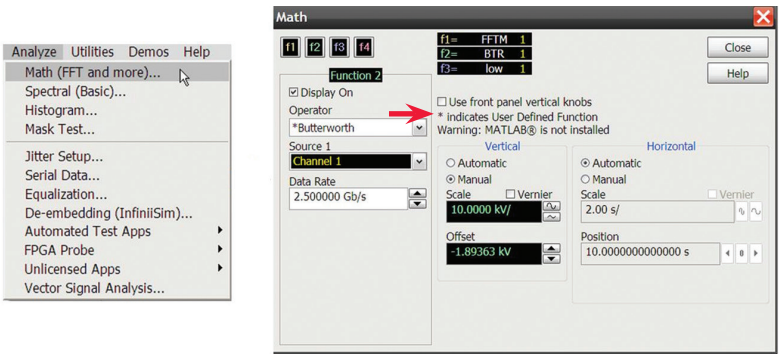 Analyze Utilities Demos Help
Math (FFT and more)...
Spectral (Basic)...
Histogram...
Mask Test...
Jitter Setup...
Serial Data...
Equalization...
De-embedding (InfiniiSim)...
Automated Test Apps
FPGA Probe
Unlicensed Apps
Vector Signal Analysis...
Math
f1 f2 f3 f4
f1= FFTM 1
f2= BTR 1
f3= low 1
Close
Help
Function 2
Display On
Operator
*Butterworth
Source 1
Channel 1
Data Rate
2.500000 Gb/s
Use front panel vertical knobs
* indicates User Defined Function
Warning: MATLAB® is not installed
Vertical
Automatic
Manual
Scale Vernier
10.0000 kV/
Offset
-1.89363 kV
Horizontal
Automatic
Manual
Scale Vernier
2.00 s/
Position
10.0000000000000 s
0